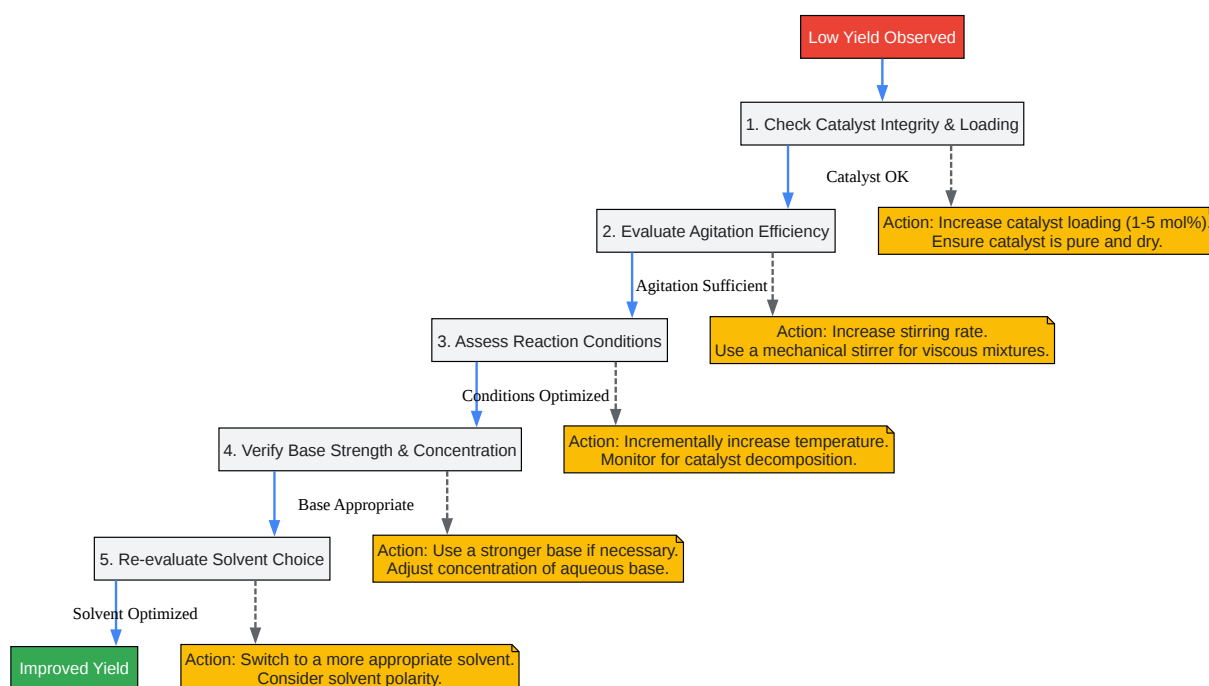 Low Yield Observed
1. Check Catalyst Integrity & Loading
Catalyst OK
Action: Increase catalyst loading (1-5 mol%).
Ensure catalyst is pure and dry.
2. Evaluate Agitation Efficiency
Agitation Sufficient
Action: Increase stirring rate.
Use a mechanical stirrer for viscous mixtures.
3. Assess Reaction Conditions
Conditions Optimized
Action: Incrementally increase temperature.
Monitor for catalyst decomposition.
4. Verify Base Strength & Concentration
Base Appropriate
Action: Use a stronger base if necessary.
Adjust concentration of aqueous base.
5. Re-evaluate Solvent Choice
Solvent Optimized
Improved Yield
Action: Switch to a more appropriate solvent.
Consider solvent polarity.